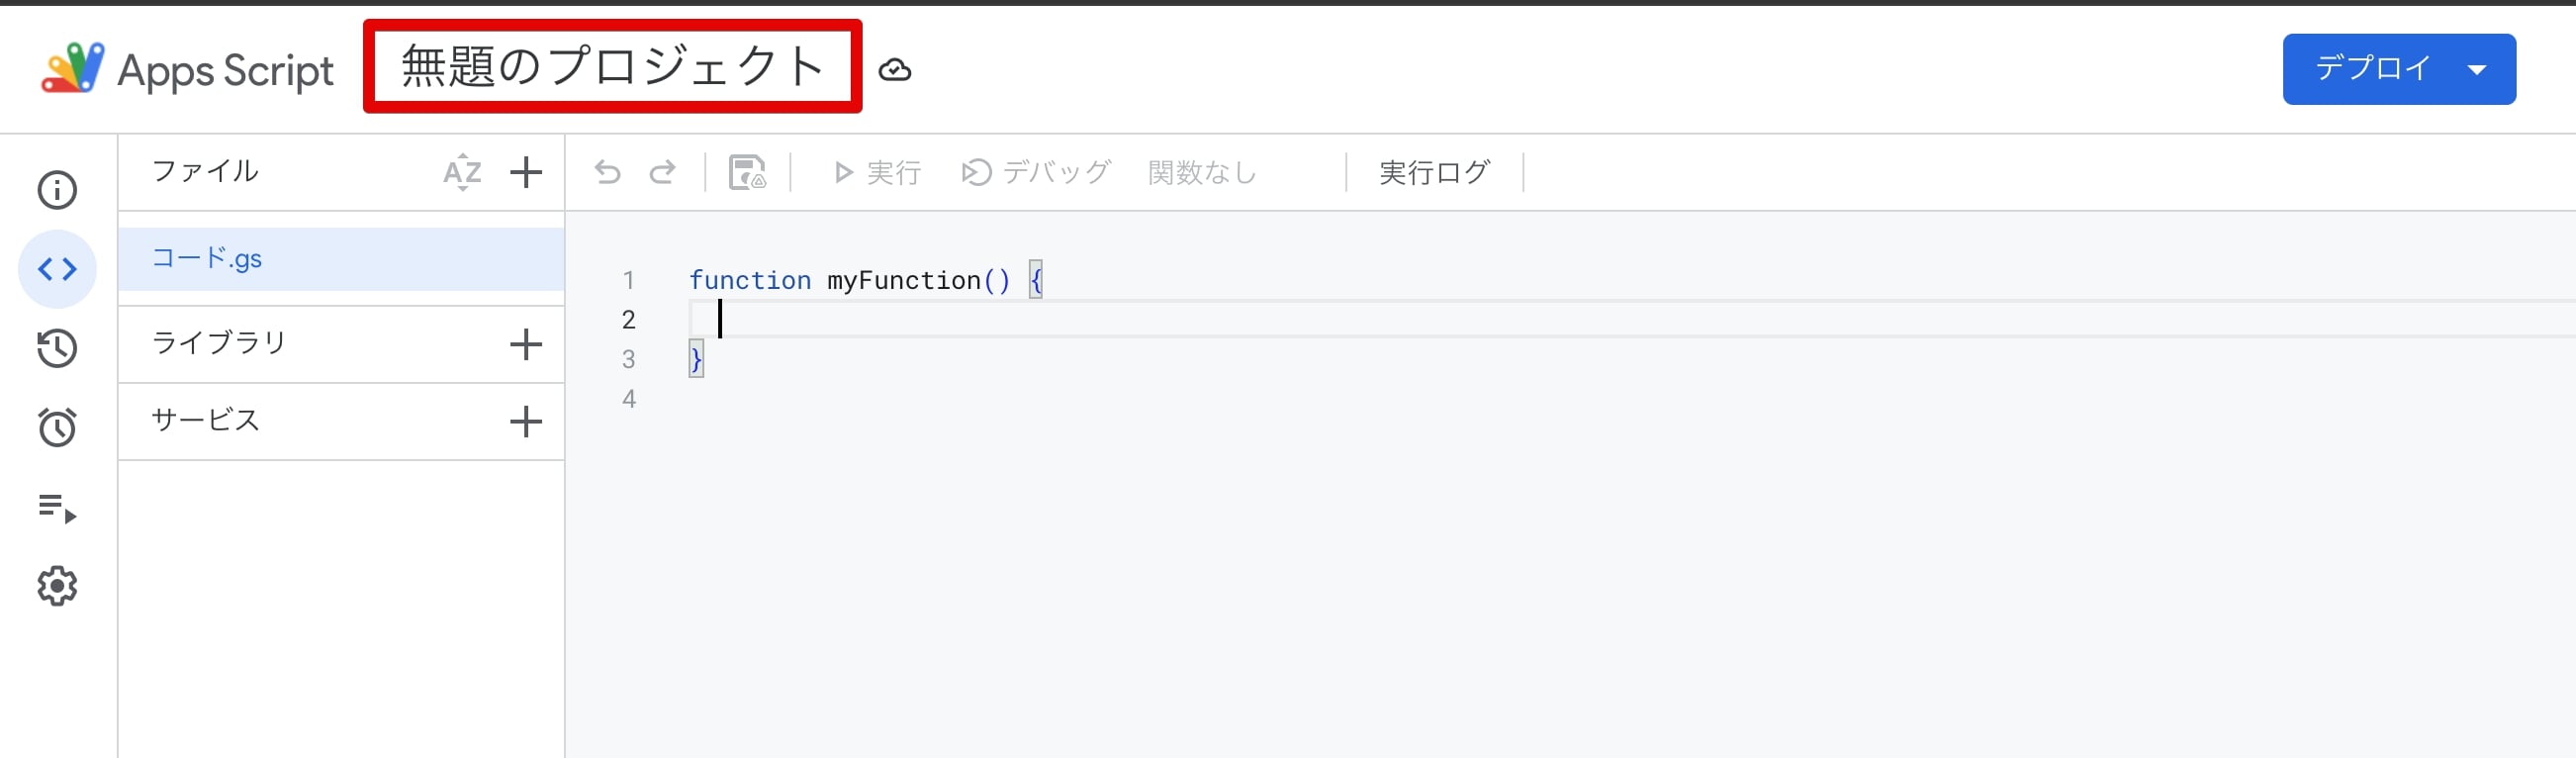 Apps Script 無題のプロジェクト デプロイ
ファイル AZ 実行 デバッグ 関数なし 実行ログ
コード.gs
ライブラリ
サービス
1 function myFunction() {
2
3 }
4